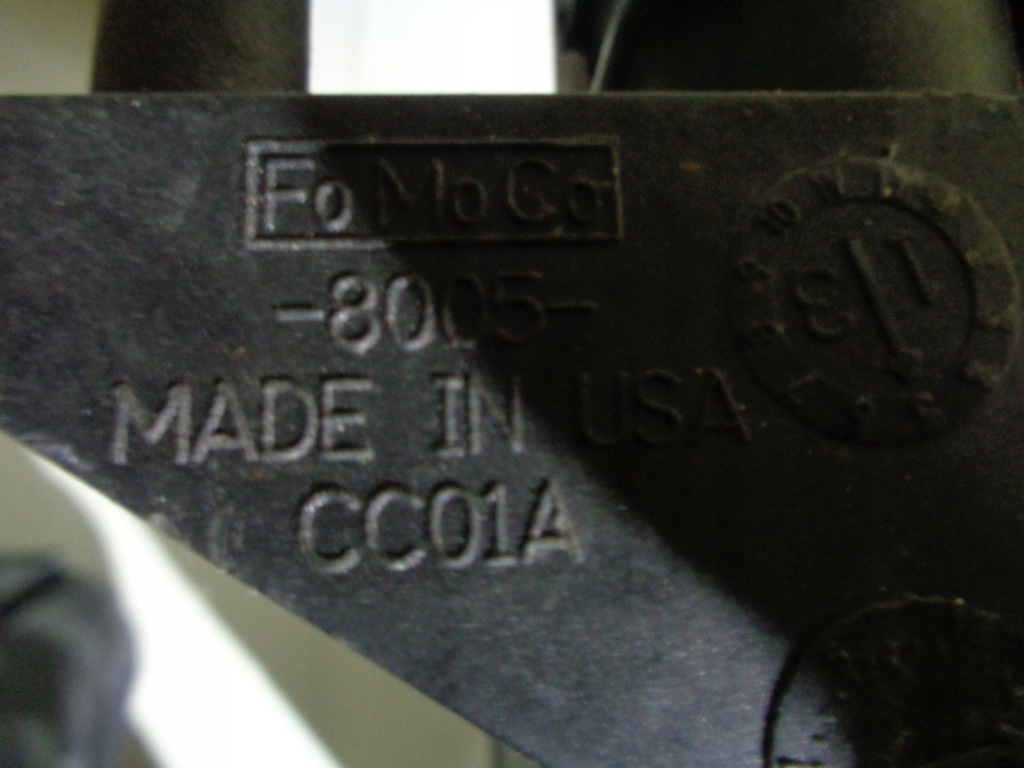 FoMoCo
-8005-
MADE IN USA
CC01A